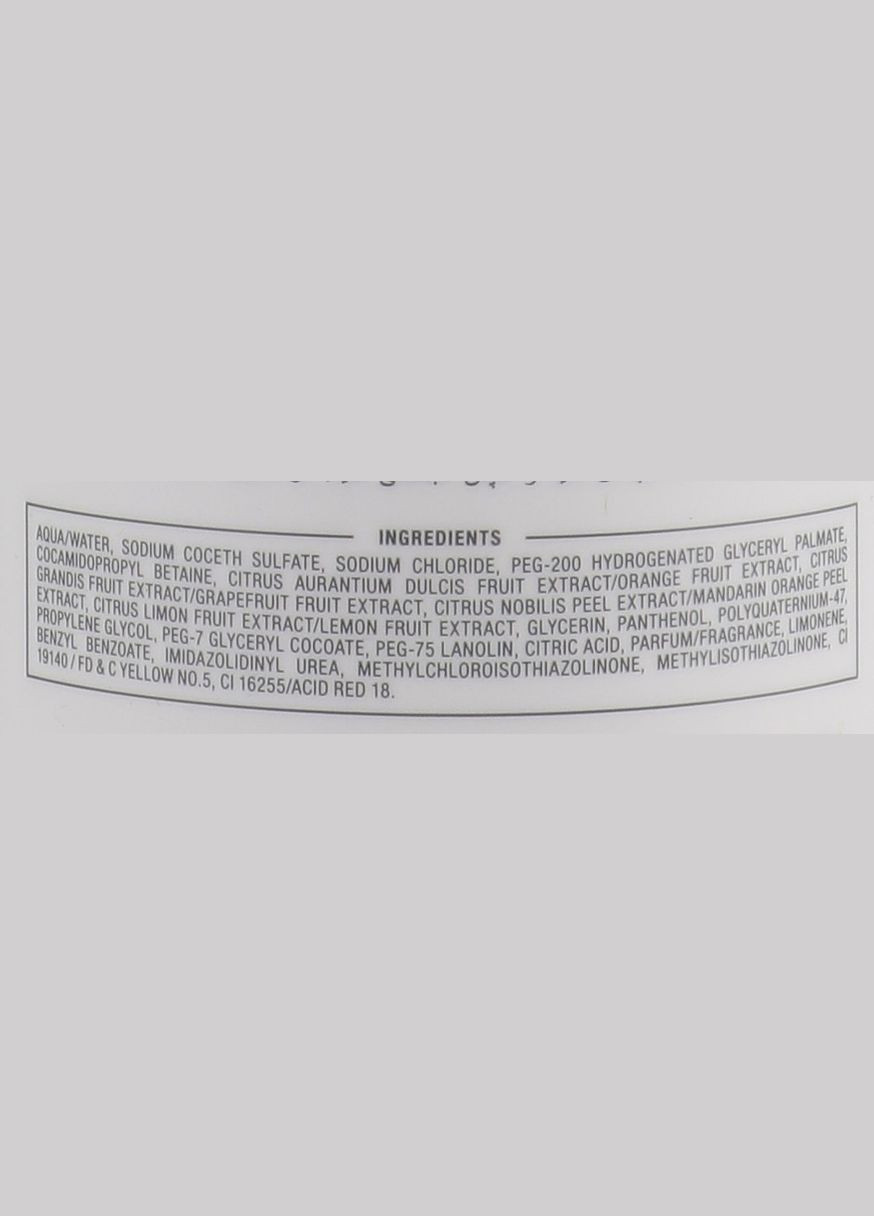 INGREDIENTS
AQUA/WATER, SODIUM COCETH SULFATE, SODIUM CHLORIDE, PEG-200 HYDROGENATED GLYCERYL PALMATE,
COCAMIDOPROPYL BETAINE, CITRUS AURANTIUM DULCIS FRUIT EXTRACT/ORANGE FRUIT EXTRACT, CITRUS
GRANDIS FRUIT EXTRACT/GRAPEFRUIT FRUIT EXTRACT, CITRUS NOBILIS PEEL EXTRACT/MANDARIN ORANGE PEEL
EXTRACT, CITRUS LIMON FRUIT EXTRACT/LEMON FRUIT EXTRACT, GLYCERIN, PANTHENOL, POLYQUATERNIUM-47,
PROPYLENE GLYCOL, PEG-7 GLYCERYL COCOATE, PEG-75 LANOLIN, CITRIC ACID, PARFUM/FRAGRANCE, LIMONENE,
BENZYL BENZOATE, IMIDAZOLIDINYL UREA, METHYLCHLOROISOTHIAZOLINONE, METHYLISOTHIAZOLINONE, CI
19140 / FD & C YELLOW NO.5, CI 16255/ACID RED 18.